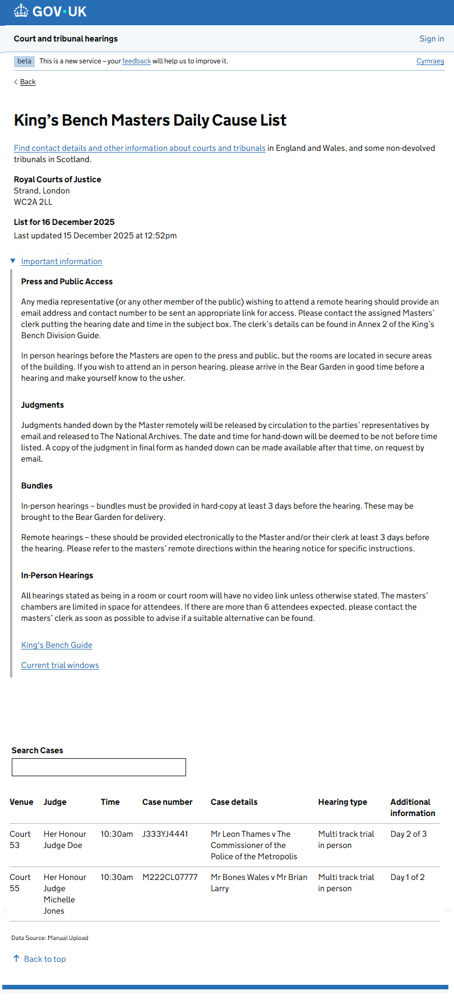 GOV·UK
Court and tribunal hearings
Sign in
beta This is a new service – your feedback will help us to improve it.
Cymraeg
Back
King's Bench Masters Daily Cause List
Find contact details and other information about courts and tribunals in England and Wales, and some non-devolved
tribunals in Scotland.
Royal Courts of Justice
Strand, London
WC2A 2LL
List for 16 December 2025
Last updated 15 December 2025 at 12:52pm
Important information
Press and Public Access
Any media representative (or any other member of the public) wishing to attend a remote hearing should provide an
email address and contact number to be sent an appropriate link for access. Please contact the assigned Masters'
clerk putting the hearing date and time in the subject box. The clerk's details can be found in Annex 2 of the King's
Bench Division Guide.
In person hearings before the Masters are open to the press and public, but the rooms are located in secure areas
of the building. If you wish to attend an in person hearing, please arrive in the Bear Garden in good time before a
hearing and make yourself know to the usher.
Judgments
Judgments handed down by the Master remotely will be released by circulation to the parties' representatives by
email and released to The National Archives. The date and time for hand-down will be deemed to be not before time
listed. A copy of the judgment in final form as handed down can be made available after that time, on request by
email.
Bundles
In-person hearings – bundles must be provided in hard-copy at least 3 days before the hearing. These may be
brought to the Bear Garden for delivery.
Remote hearings – these should be provided electronically to the Master and/or their clerk at least 3 days before
the hearing. Please refer to the masters' remote directions within the hearing notice for specific instructions.
In-Person Hearings
All hearings stated as being in a room or court room will have no video link unless otherwise stated. The masters'
chambers are limited in space for attendees. If there are more than 6 attendees expected, please contact the
masters' clerk as soon as possible to advise if a suitable alternative can be found.
King's Bench Guide
Current trial windows
Search Cases
Venue Judge Time Case number Case details Hearing type Additional
information
Court Her Honour 10:30am J333YJ4441 Mr Leon Thames v The Multi track trial Day 2 of 3
53 Judge Doe Commissioner of the in person
Police of the Metropolis
Court Her Honour 10:30am M222CL07777 Mr Bones Wales v Mr Brian Multi track trial Day 1 of 2
55 Judge Larry in person
Michelle
Jones
Data Source: Manual Upload
Back to top